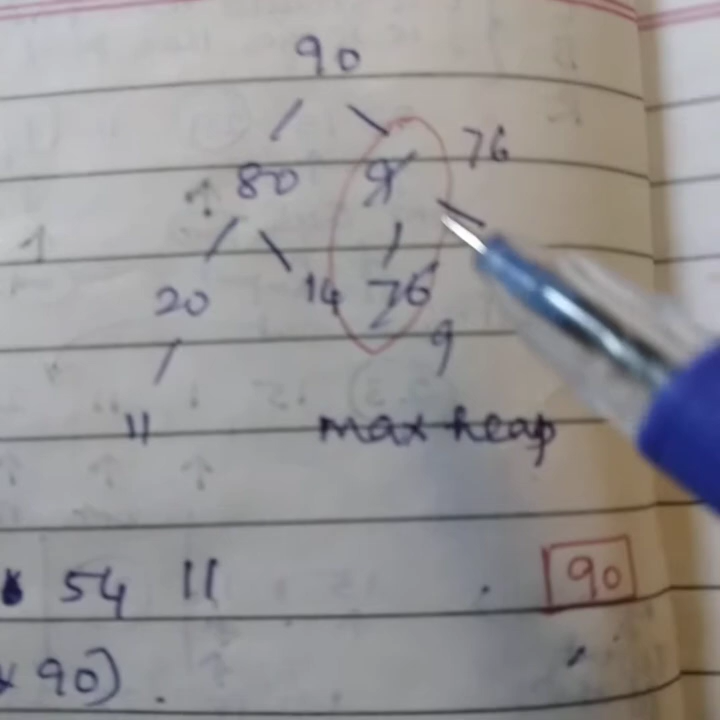 90
80 9 76
20 14 76
9
11 max heap
54 11 90
90).